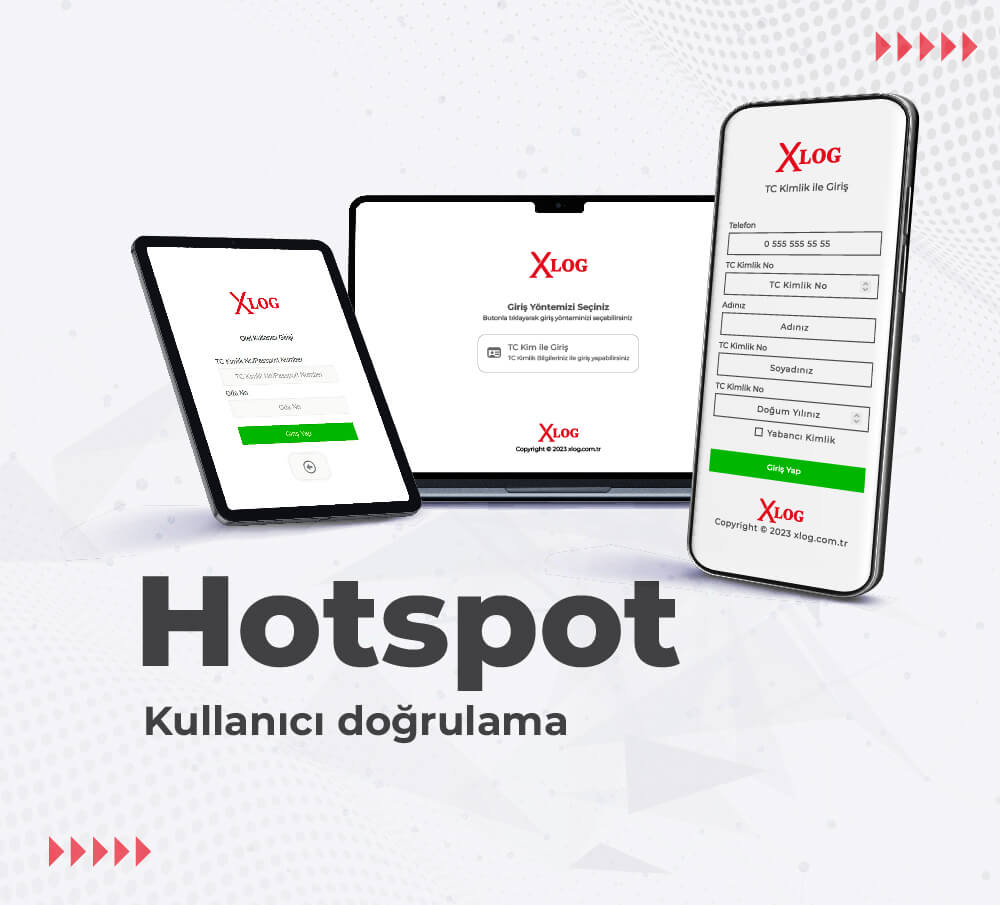 XLOG
Otel Kullanıcı Girişi
TC Kimlik No/Passport Number
TC Kimlik No/Passport Number
Oda No
Oda No
Giriş Yap
XLOG
Giriş Yöntemizi Seçiniz
Butonla tıklayarak giriş yönteminizi seçebilirsiniz
TC Kim ile Giriş
TC Kimlik Bilgileriniz ile giriş yapabilirsiniz
XLOG
Copyright © 2023 xlog.com.tr
XLOG
TC Kimlik ile Giriş
Telefon
0 555 555 55 55
TC Kimlik No
TC Kimlik No
Adınız
Adınız
TC Kimlik No
Soyadınız
TC Kimlik No
Doğum Yılınız
Yabancı Kimlik
Giriş Yap
XLOG
Copyright © 2023 xlog.com.tr
Hotspot
Kullanıcı doğrulama